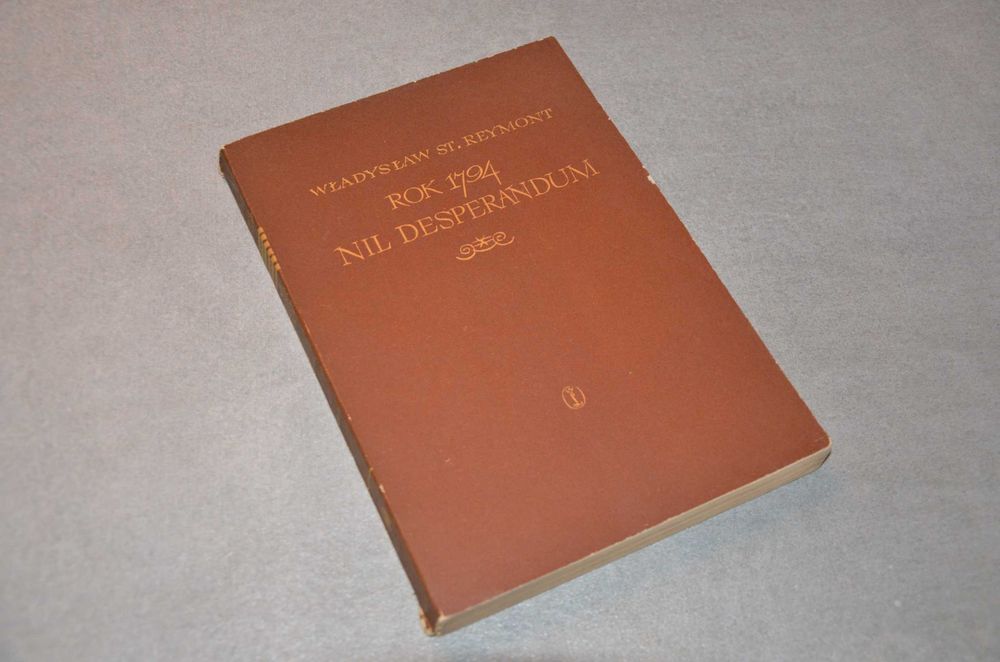 WŁADYSŁAW ST. REYMONT
ROK 1794
NIL DESPERANDUM